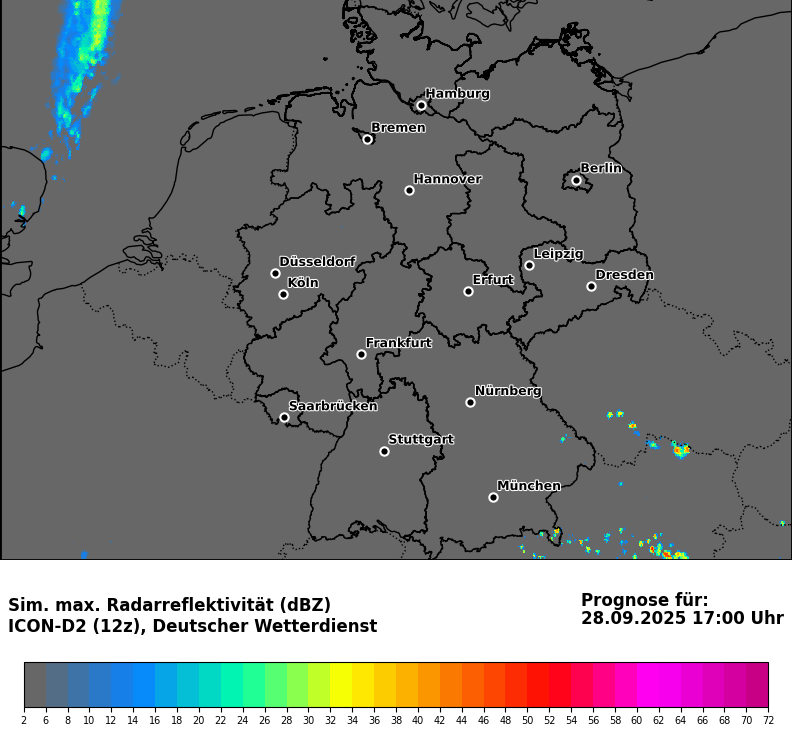 Hamburg
Bremen
Berlin
Hannover
Leipzig
Düsseldorf
Dresden
Erfurt
Köln
Frankfurt
Nürnberg
Saarbrücken
Stuttgart
München
Sim. max. Radarreflektivität (dBZ)
ICON-D2 (12z), Deutscher Wetterdienst
Prognose für:
28.09.2025 17:00 Uhr
2 6 8 10 12 14 16 18 20 22 24 26 28 30 32 34 36 38 40 42 44 46 48 50 52 54 56 58 60 62 64 66 70 72